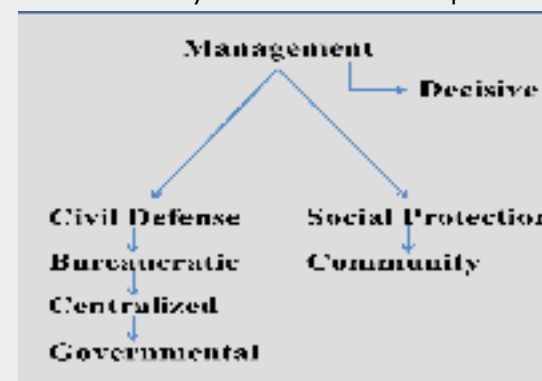 Management
Decisive
Civil Defense
Social Protection
Bureaucratic
Community
Centralized
Governmental